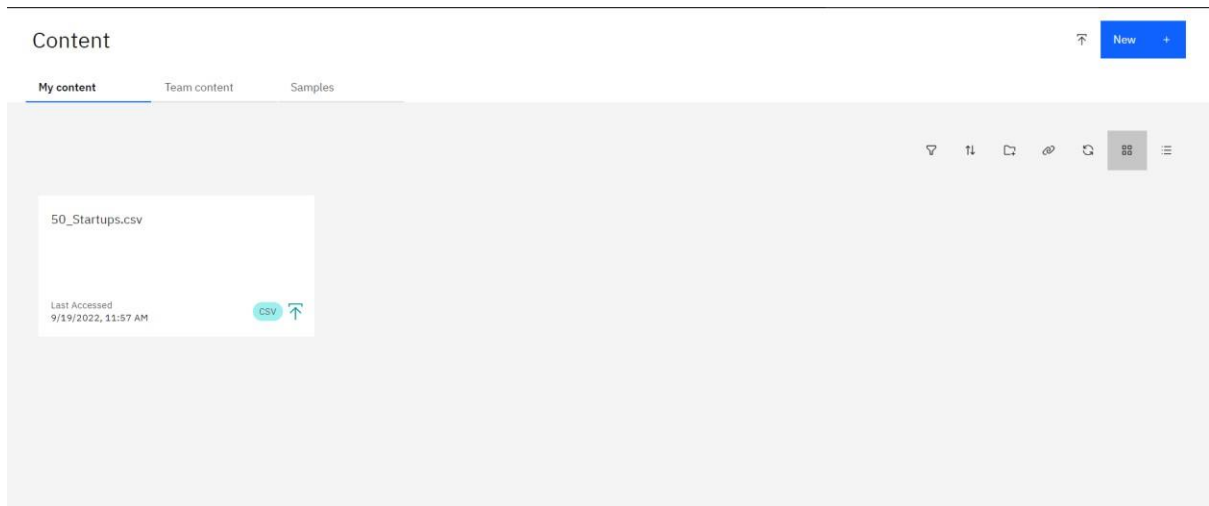 Content
New +
My content Team content Samples
50_Startups.csv
Last Accessed
9/19/2022, 11:57 AM
CSV